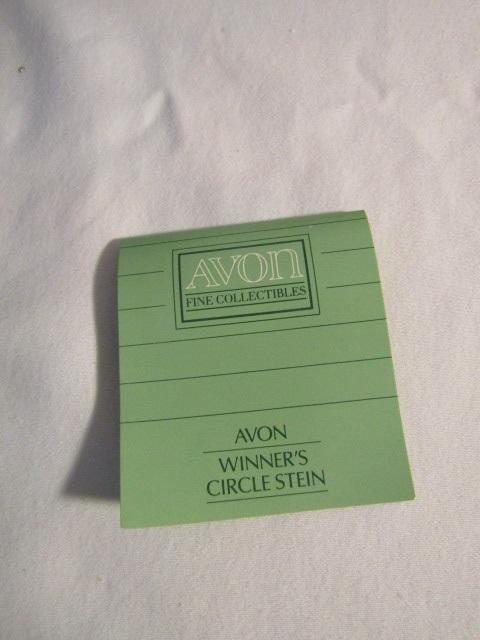 AVON
FINE COLLECTIBLES
AVON
WINNER'S
CIRCLE STEIN